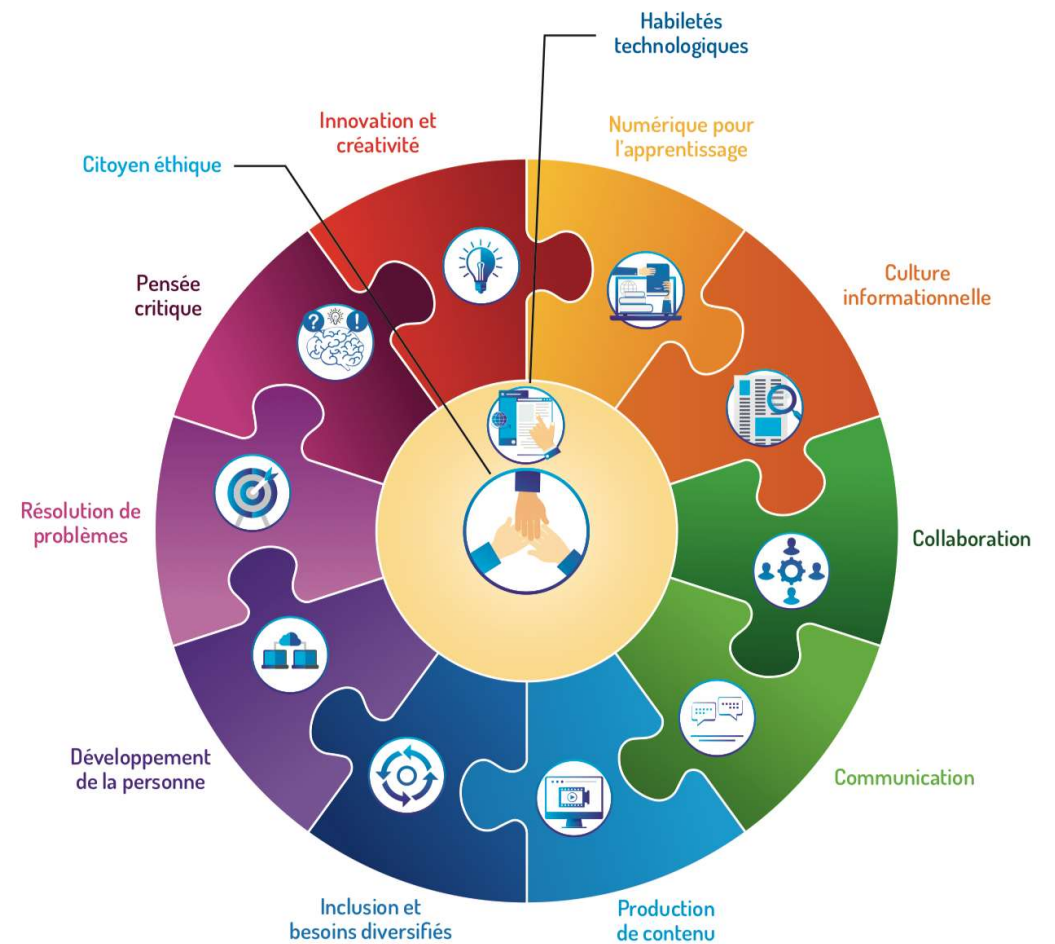 Habiletés
technologiques
Innovation et
créativité
Numérique pour
l'apprentissage
Citoyen éthique
Pensée
critique
Culture
informationnelle
?
!
Résolution de
problèmes
Collaboration
Développement
de la personne
Communication
Inclusion et
besoins diversifiés
Production
de contenu